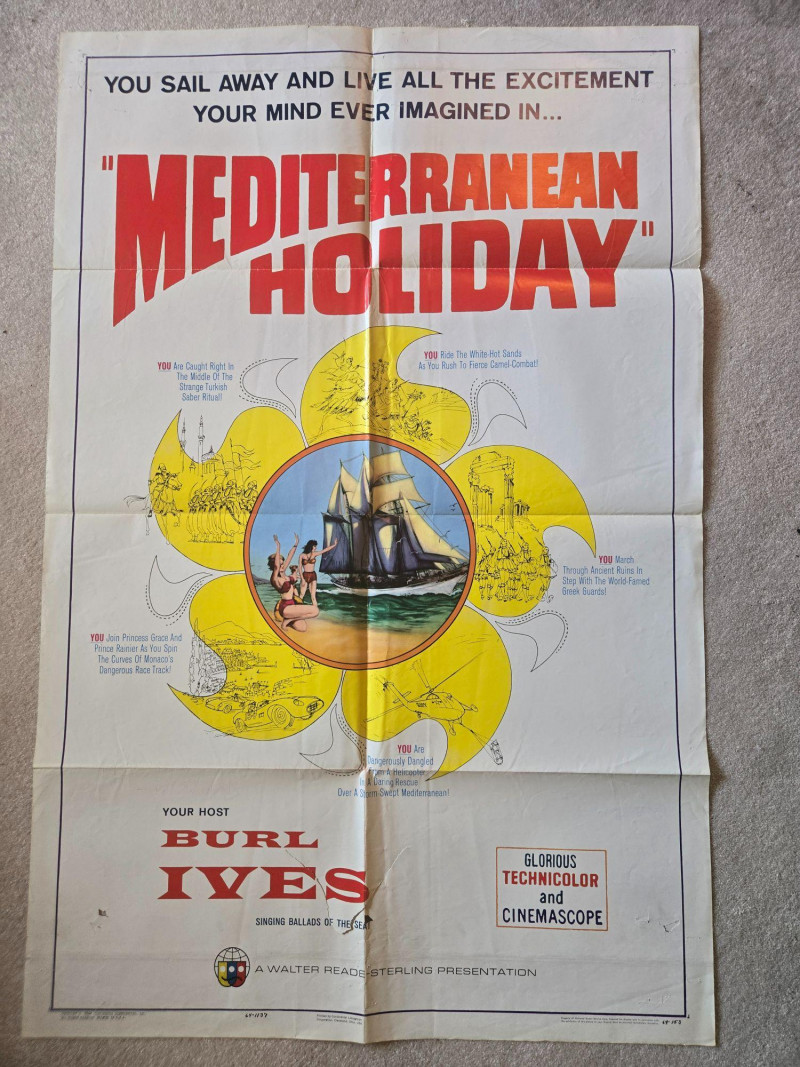 YOU SAIL AWAY AND LIVE ALL THE EXCITEMENT
YOUR MIND EVER IMAGINED IN...
"MEDITERRANEAN
HOLIDAY"
YOU Are Caught Right In
The Middle Of The
Strange Turkish
Saber Ritual!
YOU Ride The White-Hot Sands
As You Rush To Fierce Camel-Combat!
YOU March
Through Ancient Ruins In
Step With The World-Famed
Greek Guards!
YOU Join Princess Grace And
Prince Rainier As You Spin
The Curves Of Monaco's
Dangerous Race Track!
YOU Are
Dangerously Dangled
From A Helicopter
In A Daring Rescue
Over A Storm Swept Mediterranean!
YOUR HOST
BURL
IVES
SINGING BALLADS OF THE SEA!
GLORIOUS
TECHNICOLOR
and
CINEMASCOPE
A WALTER READE-STERLING PRESENTATION